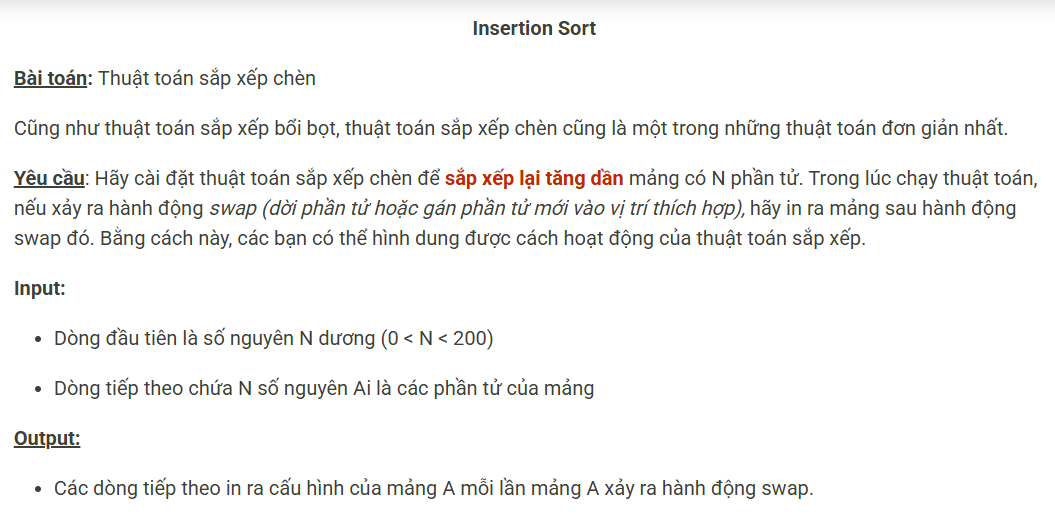 Insertion Sort
Bài toán: Thuật toán sắp xếp chèn
Cũng như thuật toán sắp xếp bổi bọt, thuật toán sắp xếp chèn cũng là một trong những thuật toán đơn giản nhất.
Yêu cầu: Hãy cài đặt thuật toán sắp xếp chèn để sắp xếp lại tăng dần mảng có N phần tử. Trong lúc chạy thuật toán,
nếu xảy ra hành động swap (dời phần tử hoặc gán phần tử mới vào vị trí thích hợp), hãy in ra mảng sau hành động
swap đó. Bằng cách này, các bạn có thể hình dung được cách hoạt động của thuật toán sắp xếp.
Input:
• Dòng đầu tiên là số nguyên N dương (0 < N < 200)
• Dòng tiếp theo chứa N số nguyên Ai là các phần tử của mảng
Output:
• Các dòng tiếp theo in ra cấu hình của mảng A mỗi lần mảng A xảy ra hành động swap.